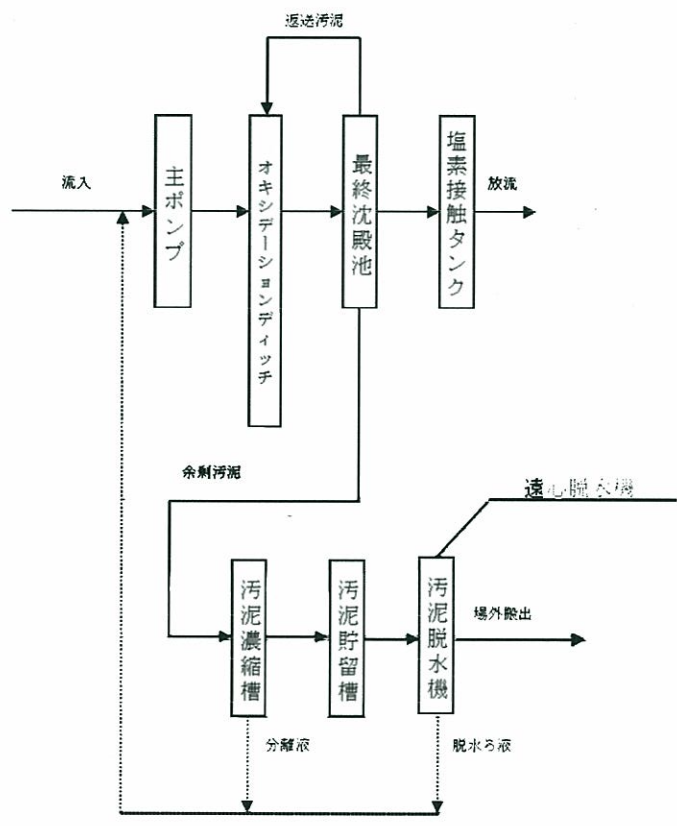 返送汚泥
流入
主ポンプ
オキシデーションディッチ
最終沈殿池
塩素接触タンク
放流
余剰汚泥
遠心脱水機
汚泥濃縮槽
汚泥貯留槽
汚泥脱水機
場外搬出
分離液
脱水ろ液